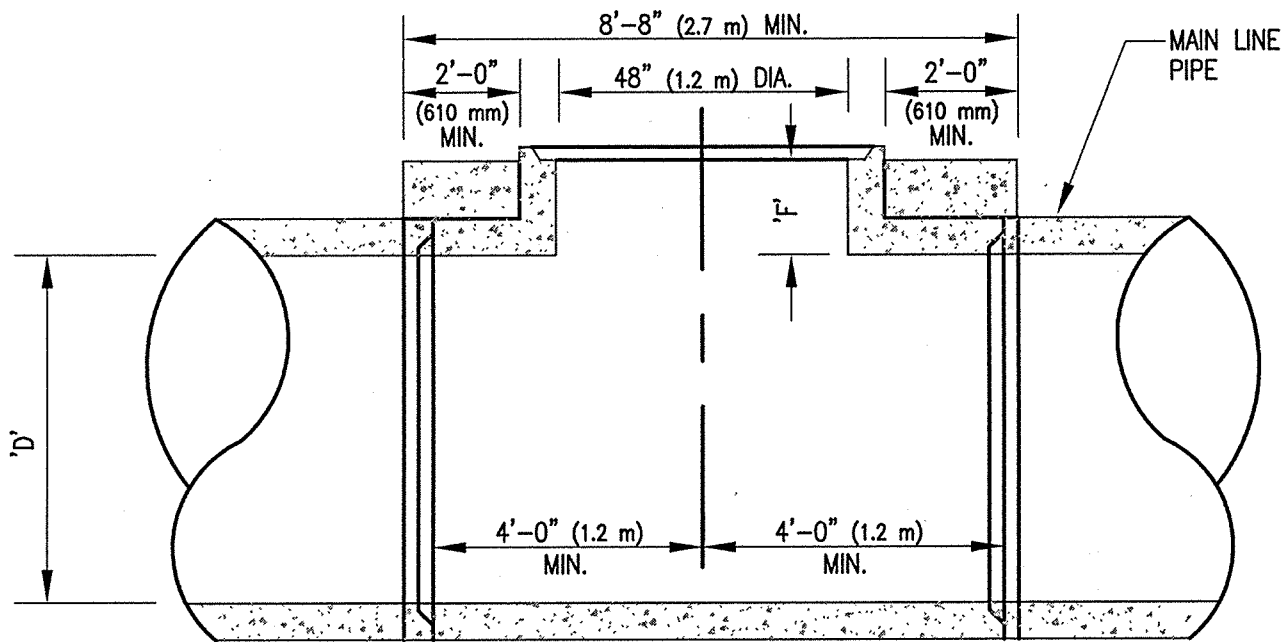 8'-8" (2.7 m) MIN.
MAIN LINE
PIPE
2'-0"
(610 mm)
MIN.
48" (1.2 m) DIA.
2'-0"
(610 mm)
MIN.
'F'
'D'
4'-0" (1.2 m)
MIN.
4'-0" (1.2 m)
MIN.